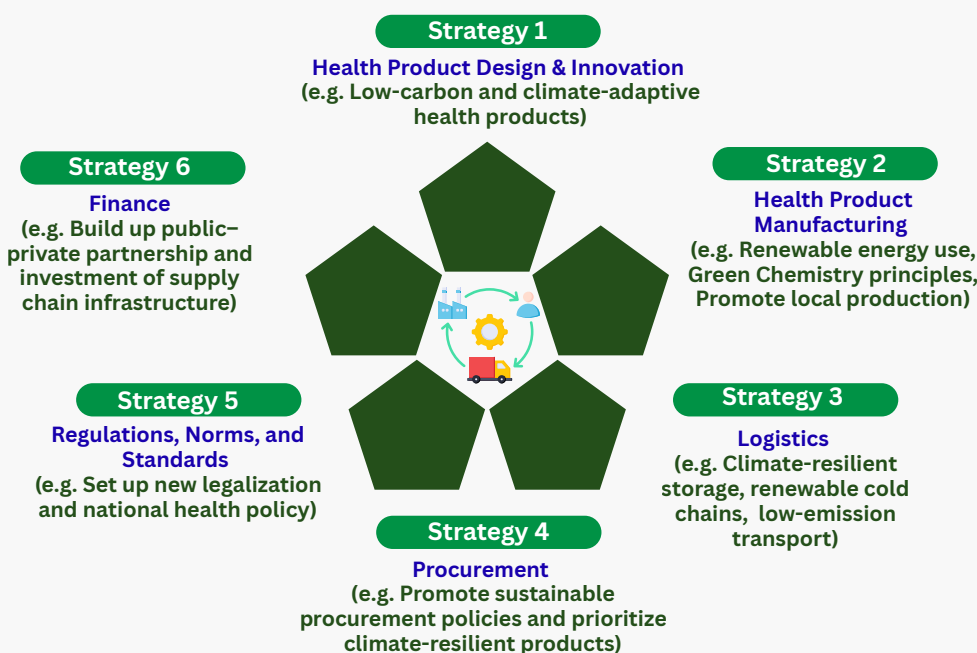 Strategy 1
Health Product Design & Innovation
(e.g. Low-carbon and climate-adaptive
health products)
Strategy 2
Health Product
Manufacturing
(e.g. Renewable energy use,
Green Chemistry principles,
Promote local production)
Strategy 3
Logistics
(e.g. Climate-resilient
storage, renewable cold
chains, low-emission
transport)
Strategy 4
Procurement
(e.g. Promote sustainable
procurement policies and prioritize
climate-resilient products)
Strategy 5
Regulations, Norms, and
Standards
(e.g. Set up new legalization
and national health policy)
Strategy 6
Finance
(e.g. Build up public–
private partnership and
investment of supply
chain infrastructure)